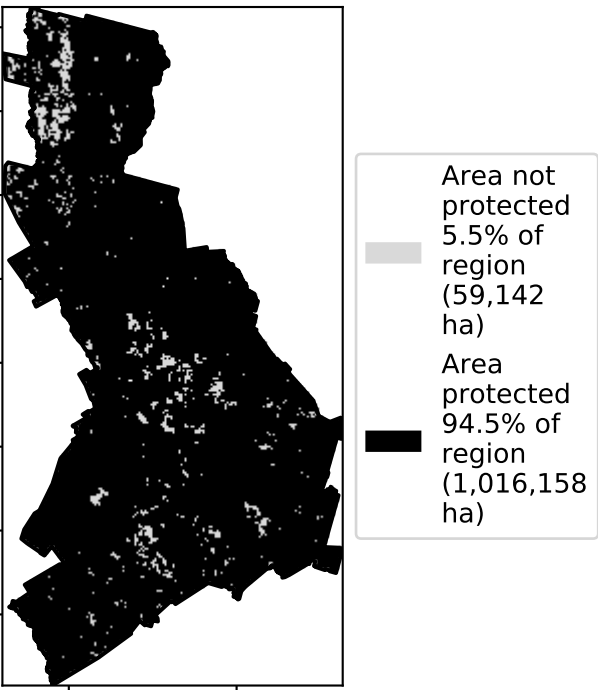 Area not
protected
5.5% of
region
(59,142
ha)
Area
protected
94.5% of
region
(1,016,158
ha)